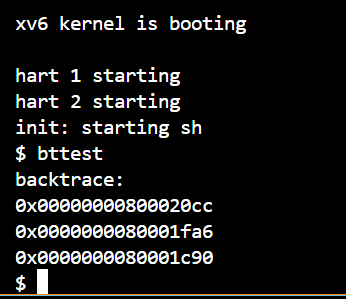 xv6 kernel is booting
hart 1 starting
hart 2 starting
init: starting sh
$ bttest
backtrace:
0x00000000800020cc
0x0000000080001fa6
0x0000000080001c90
$